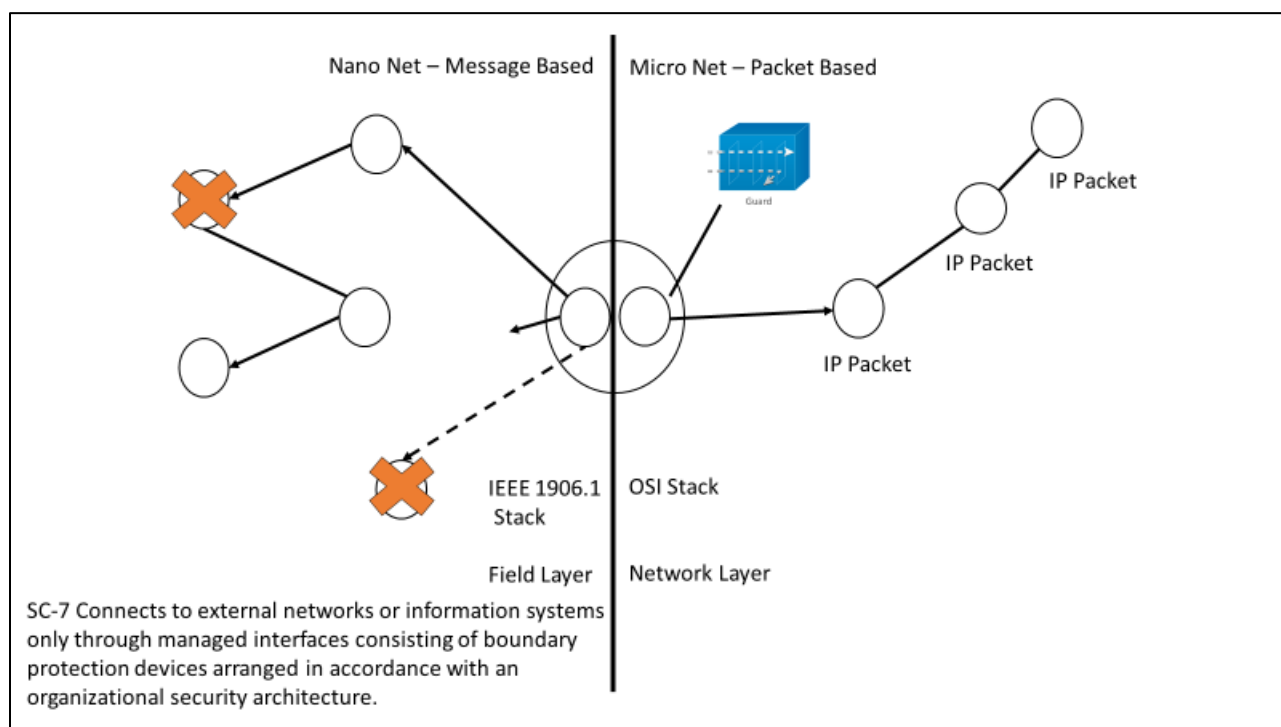 Nano Net – Message Based
Micro Net – Packet Based
Guard
IP Packet
IP Packet
IP Packet
IEEE 1906.1
Stack
OSI Stack
Field Layer
Network Layer
SC-7 Connects to external networks or information systems
only through managed interfaces consisting of boundary
protection devices arranged in accordance with an
organizational security architecture.